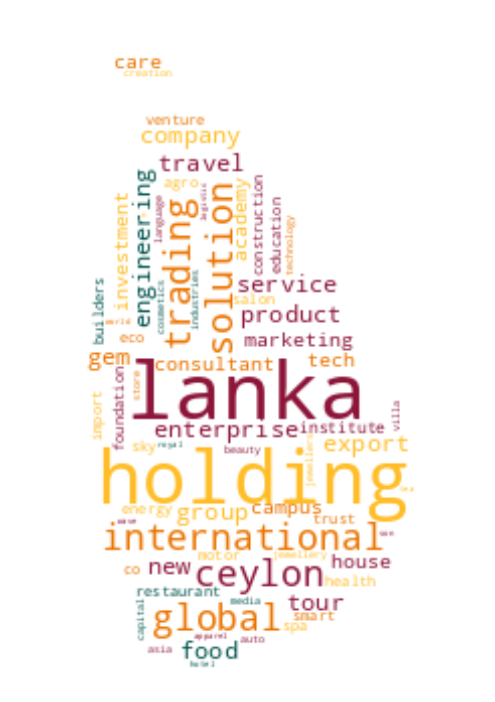 care
creation
venture
company
travel
agro
logistic
engineering
investment
language
trading
solution
academy
construction
education
technology
builders
cosmetics
industries
service
salon
product
world
eco
marketing
gem
consultant
tech
lanka
store
foundation
import
villa
enterprise
institute
sky
royal
beauty
jewellers
export
holding
energy
group
campus
trust
wave
international
motor
jewellery
co
new
ceylon
house
health
restaurant
media
tour
capital
global
smart
spa
apparel
auto
asia
food
hotel